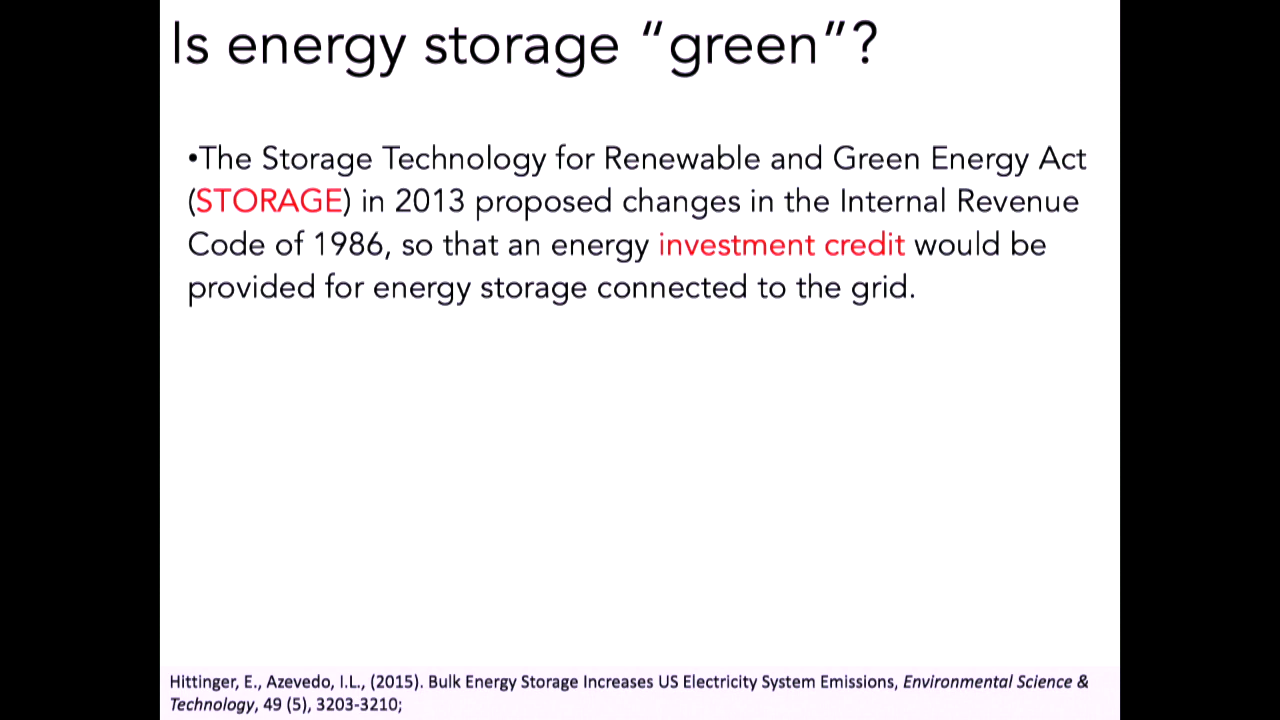 Is energy storage “green”?
•The Storage Technology for Renewable and Green Energy Act
(STORAGE) in 2013 proposed changes in the Internal Revenue
Code of 1986, so that an energy investment credit would be
provided for energy storage connected to the grid.
Hittinger, E., Azevedo, I.L., (2015). Bulk Energy Storage Increases US Electricity System Emissions, Environmental Science &
Technology, 49 (5), 3203-3210;